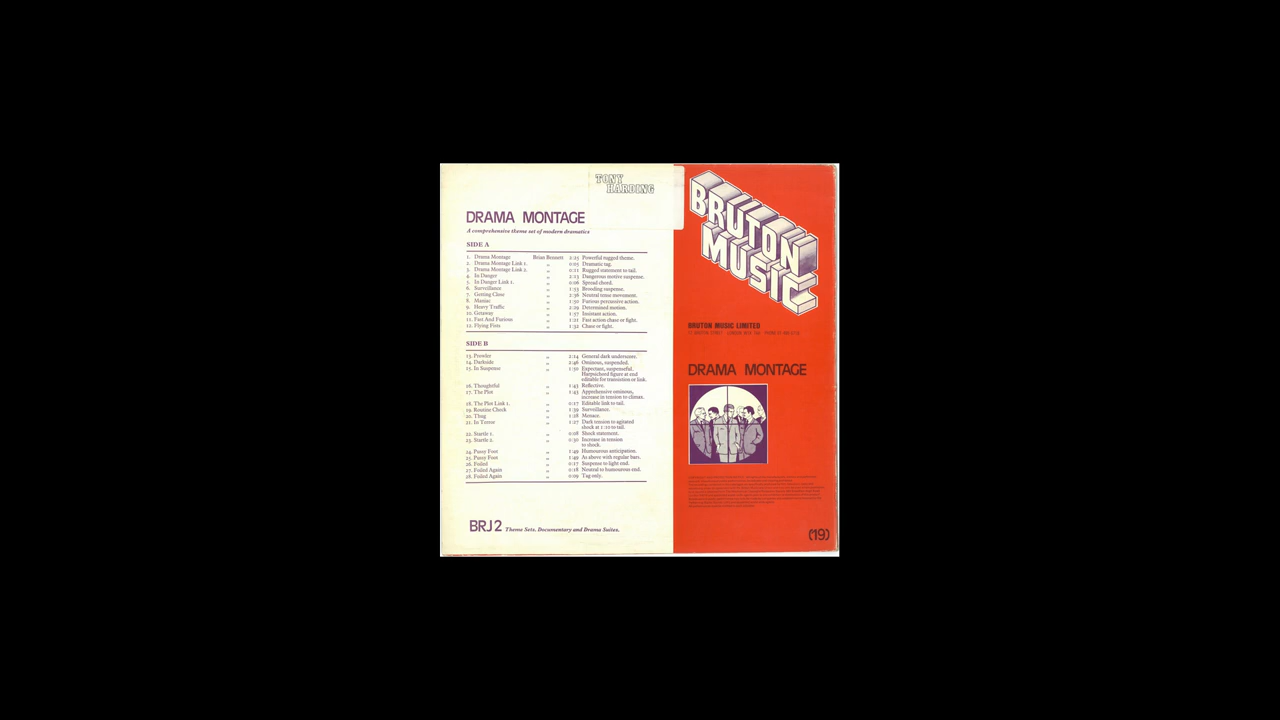 TONY
HARDING
DRAMA MONTAGE
A comprehensive theme set of modern dramatics
SIDE A
1. Drama Montage Brian Bennett 2:25 Powerful rugged theme.
2. Drama Montage Link 1. " 0:05 Dramatic tag.
3. Drama Montage Link 2. " 0:11 Rugged statement to tail.
4. In Danger " 2:23 Dangerous motive suspense.
5. In Danger Link 1. " 0:06 Spread chord.
6. Surveillance " 1:53 Brooding suspense.
7. Getting Close " 2:36 Neutral tense movement.
8. Maniac " 1:30 Furious percussive action.
9. Heavy Traffic " 2:29 Determined motion.
10. Getaway " 1:57 Insistant action.
11. Fast And Furious " 1:21 Fast action chase or fight.
12. Flying Fists " 1:32 Chase or fight.
SIDE B
13. Prowler " 2:14 General dark underscore.
14. Darkside " 2:46 Ominous, suspended.
15. In Suspense " 1:50 Expectant, suspenseful.
Harpsichord figure at end
editable for transition or link.
16. Thoughtful " 1:43 Reflective.
17. The Plot " 1:43 Apprehensive ominous,
increase in tension to climax.
18. The Plot Link 1. " 0:17 Editable link to tail.
19. Routine Check " 1:39 Surveillance.
20. Thug " 1:28 Menace.
21. In Terror " 1:27 Dark tension to agitated
shock at 1:10 to tail.
22. Startle 1. " 0:08 Shock statement.
23. Startle 2. " 0:30 Increase in tension
to shock.
24. Pussy Foot " 1:49 Humourous anticipation.
25. Pussy Foot " 1:49 As above with regular bars.
26. Foiled " 0:17 Suspense to light end.
27. Foiled Again " 0:18 Neutral to humourous end.
28. Foiled Again " 0:09 Tag only.
BRJ 2 Theme Sets. Documentary and Drama Suites.
BRUTON
MUSIC
BRUTON MUSIC LIMITED
DRAMA MONTAGE
(19)